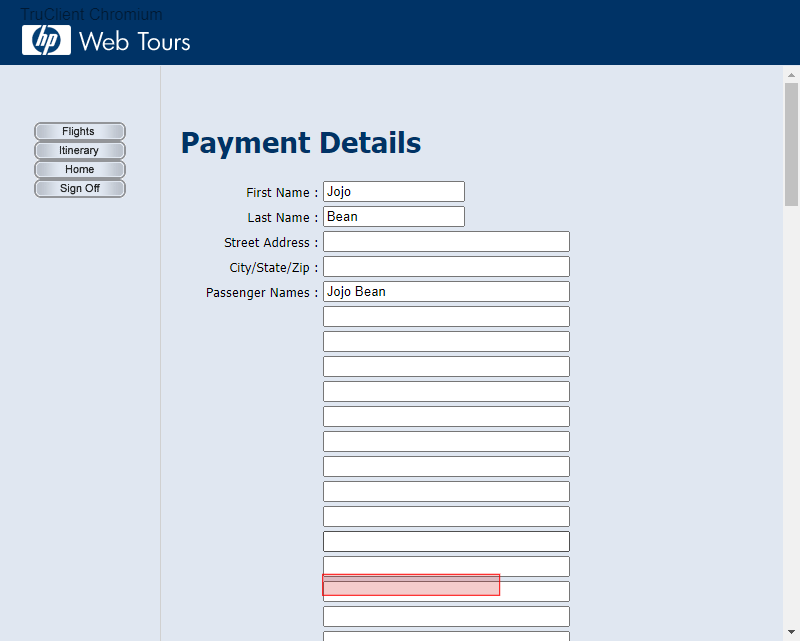 TruClient Chromium
hp Web Tours
Flights
Itinerary
Home
Sign Off
Payment Details
First Name : Jojo
Last Name : Bean
Street Address :
City/State/Zip :
Passenger Names : Jojo Bean